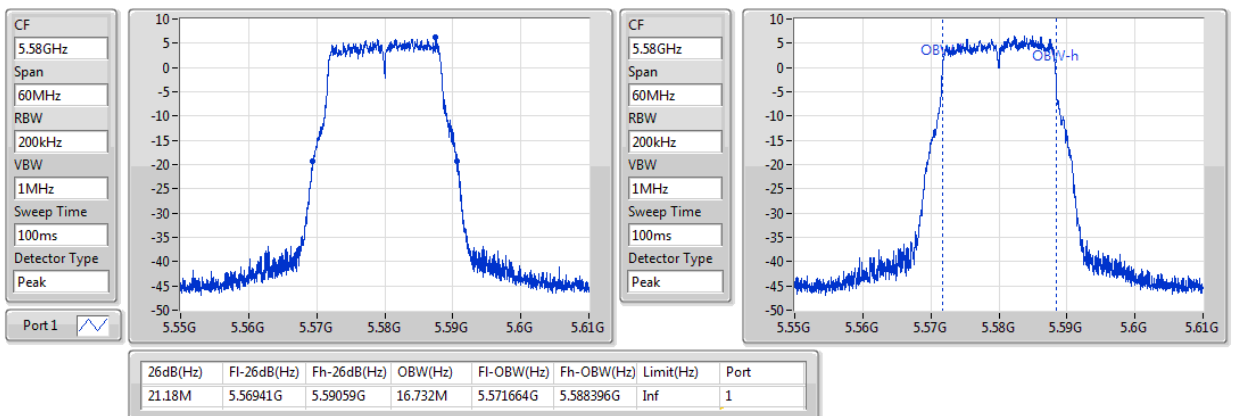 CF
5.58GHz
Span
60MHz
RBW
200kHz
VBW
1MHz
Sweep Time
100ms
Detector Type
Peak
Port 1
10
5
0
-5
-10
-15
-20
-25
-30
-35
-40
-45
-50
5.55G 5.56G 5.57G 5.58G 5.59G 5.6G 5.61G
CF
5.58GHz
Span
60MHz
RBW
200kHz
VBW
1MHz
Sweep Time
100ms
Detector Type
Peak
10
5
0
-5
-10
-15
-20
-25
-30
-35
-40
-45
-50
OBW-h
5.55G 5.56G 5.57G 5.58G 5.59G 5.6G 5.61G
26dB(Hz) Fl-26dB(Hz) Fh-26dB(Hz) OBW(Hz) Fl-OBW(Hz) Fh-OBW(Hz) Limit(Hz) Port
21.18M 5.56941G 5.59059G 16.732M 5.571664G 5.588396G Inf 1